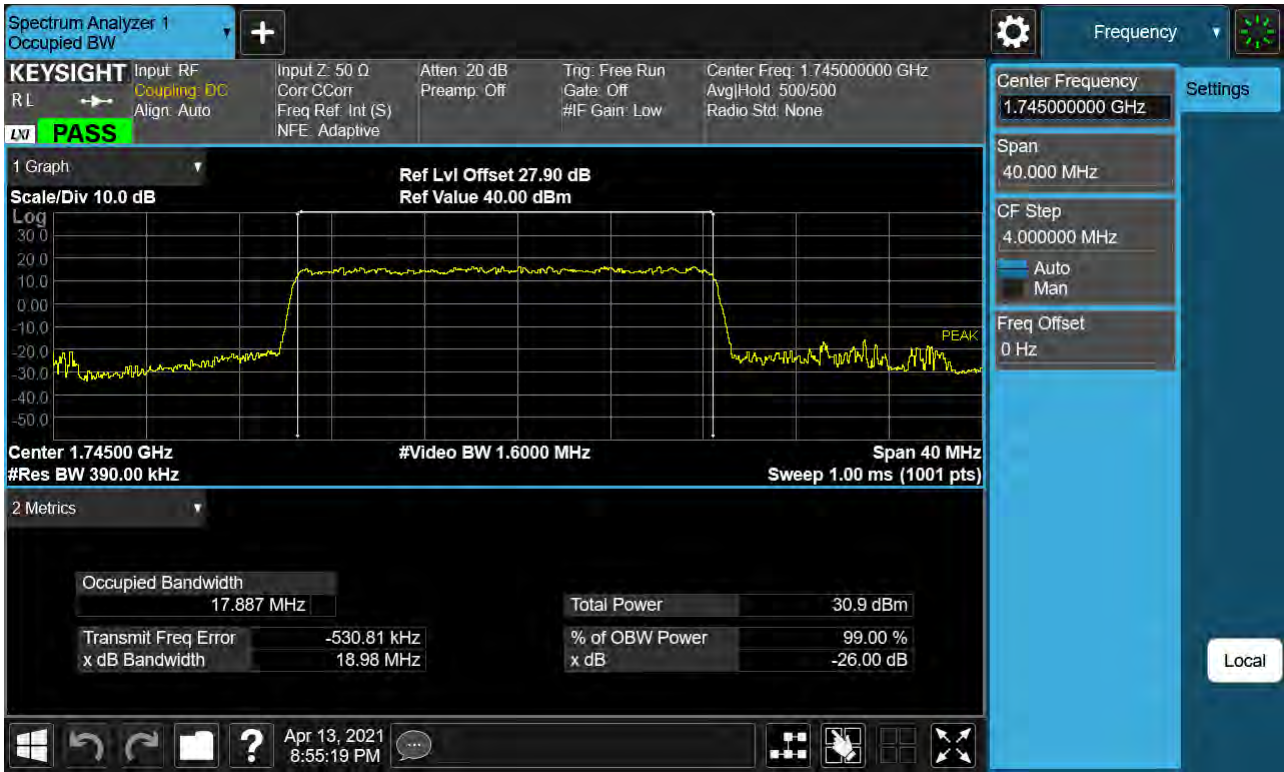 Spectrum Analyzer 1
Occupied BW
+
Frequency
KEYSIGHT
R L
LXI
PASS
Input: RF
Coupling: DC
Align: Auto
Input Z: 50 Ω
Corr CCorr
Freq Ref: Int (S)
NFE: Adaptive
Atten: 20 dB
Preamp: Off
Trig: Free Run
Gate: Off
#IF Gain: Low
Center Freq: 1.745000000 GHz
Avg|Hold: 500/500
Radio Std: None
Center Frequency
1.745000000 GHz
Settings
Span
40.000 MHz
CF Step
4.000000 MHz
Auto
Man
Freq Offset
0 Hz
1 Graph
Scale/Div 10.0 dB
Ref Lvl Offset 27.90 dB
Ref Value 40.00 dBm
Log
30.0
20.0
10.0
0.00
-10.0
-20.0
-30.0
-40.0
-50.0
PEAK
Center 1.74500 GHz
#Video BW 1.6000 MHz
Span 40 MHz
#Res BW 390.00 kHz
Sweep 1.00 ms (1001 pts)
2 Metrics
Occupied Bandwidth
17.887 MHz
Total Power 30.9 dBm
Transmit Freq Error -530.81 kHz
% of OBW Power 99.00 %
x dB Bandwidth 18.98 MHz
x dB -26.00 dB
Local
?
Apr 13, 2021
8:55:19 PM